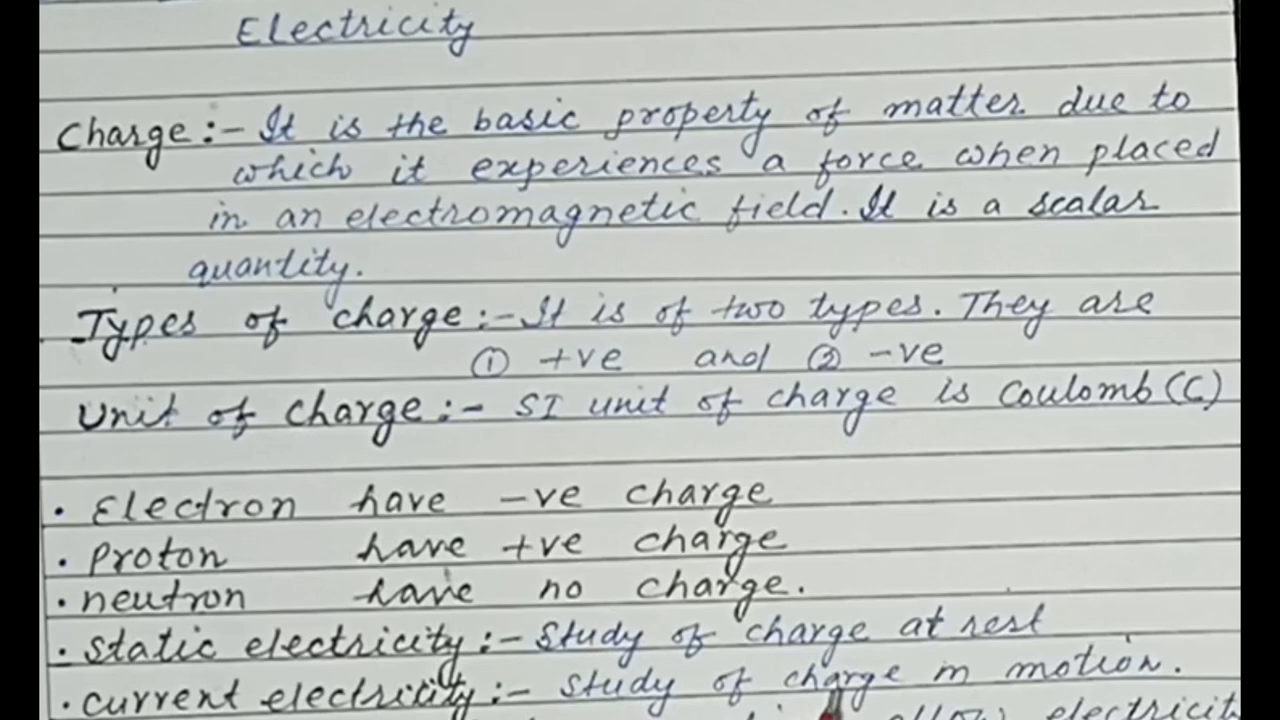 Electricity
Charge :- It is the basic property of matter due to
which it experiences a force when placed
in an electromagnetic field. It is a scalar
quantity.
Types of charge :- It is of two types. They are
① +ve and ② -ve
Unit of charge :- SI unit of charge is Coulomb (C)
• Electron have -ve charge
• Proton have +ve charge
• neutron have no charge.
• static electricity :- Study of charge at rest
• current electricity :- Study of charge in motion.
allow electricit